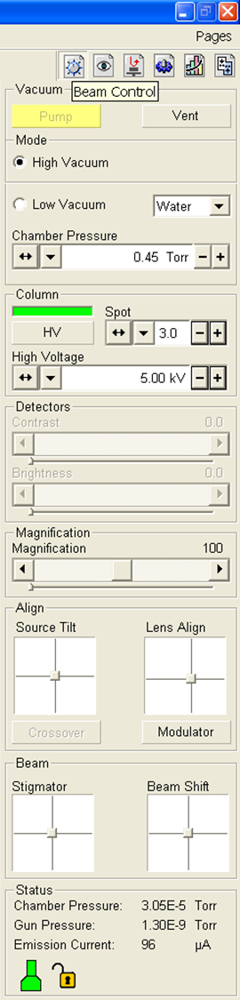 Pages
Vacuum
Beam Control
Pump Vent
Mode
High Vacuum
Low Vacuum Water
Chamber Pressure
0.45 Torr
Column
Spot
HV 3.0
High Voltage
5.00 kV
Detectors
Contrast 0.0
Brightness 0.0
Magnification
Magnification 100
Align
Source Tilt Lens Align
Crossover Modulator
Beam
Stigmator Beam Shift
Status
Chamber Pressure: 3.05E-5 Torr
Gun Pressure: 1.30E-9 Torr
Emission Current: 96 µA